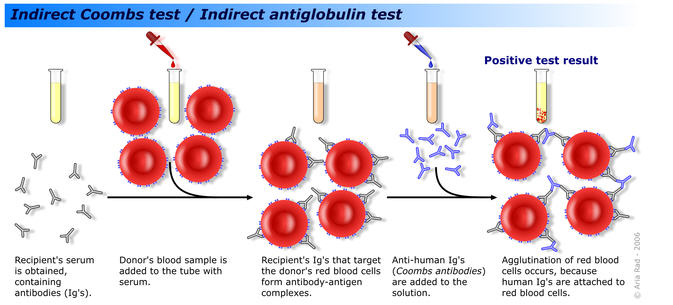 Indirect Coombs test / Indirect antiglobulin test
Positive test result
Recipient's serum
is obtained,
containing
antibodies (Ig's).
Donor's blood sample is
added to the tube with
serum.
Recipient's Ig's that target
the donor's red blood cells
form antibody-antigen
complexes.
Anti-human Ig's
(Coombs antibodies)
are added to the
solution.
Agglutination of red blood
cells occurs, because
human Ig's are attached to
red blood cells.
© Aria Rad - 2006